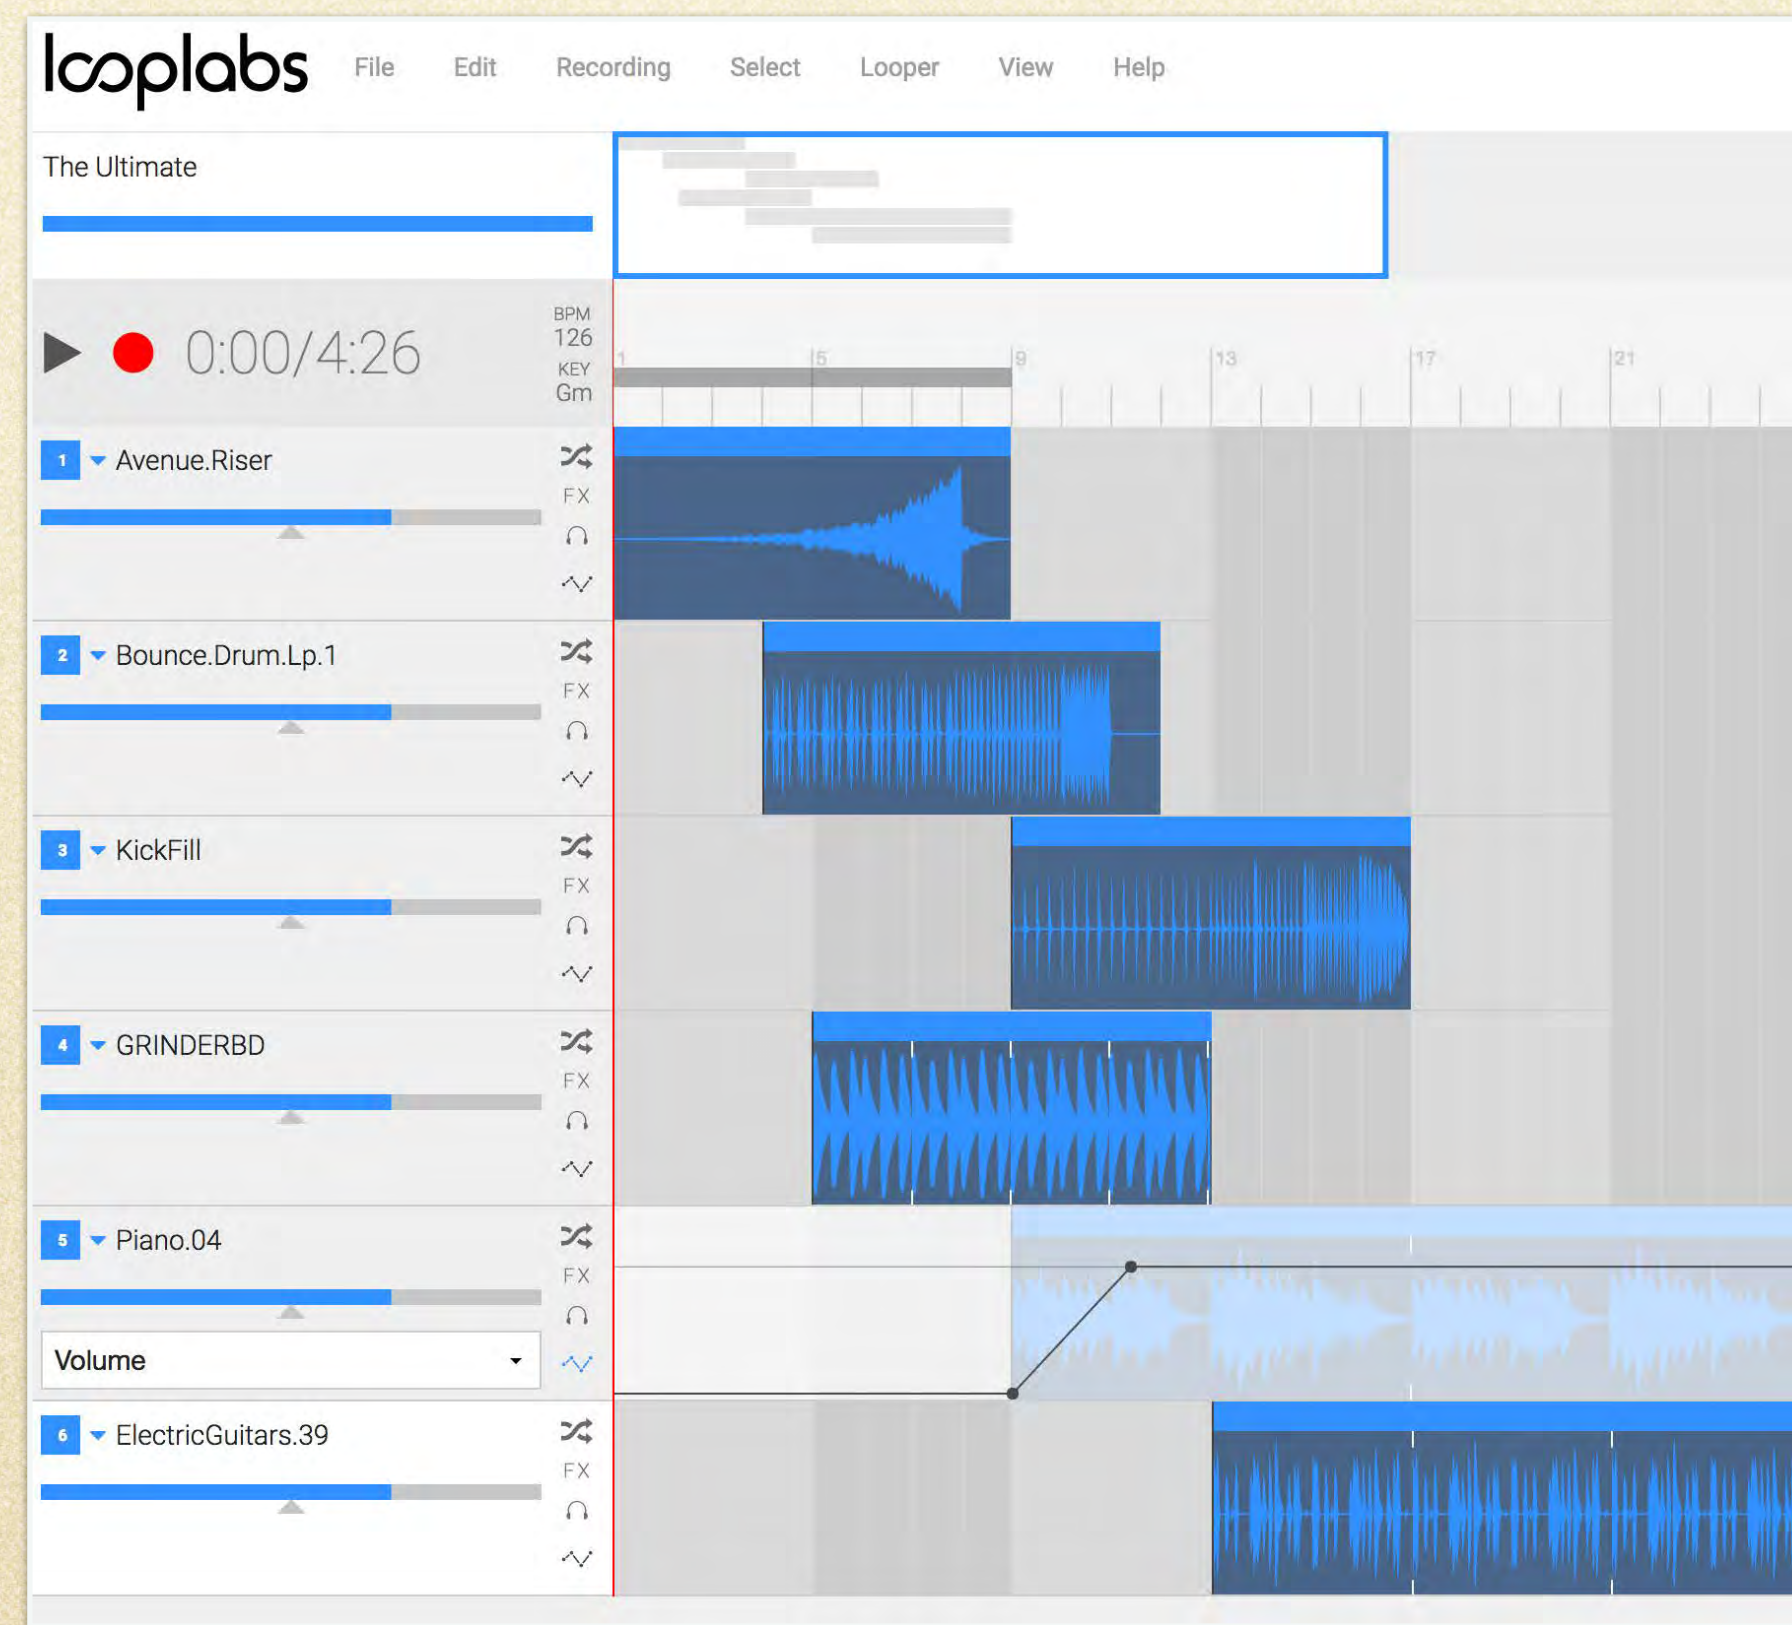 looplabs File Edit Recording Select Looper View Help
The Ultimate
0:00/4:26
BPM
126
KEY
Gm
1 5 9 13 17 21
1 Avenue.Riser
FX
2 Bounce.Drum.Lp.1
FX
3 KickFill
FX
4 GRINDERBD
FX
5 Piano.04
FX
Volume
6 ElectricGuitars.39
FX